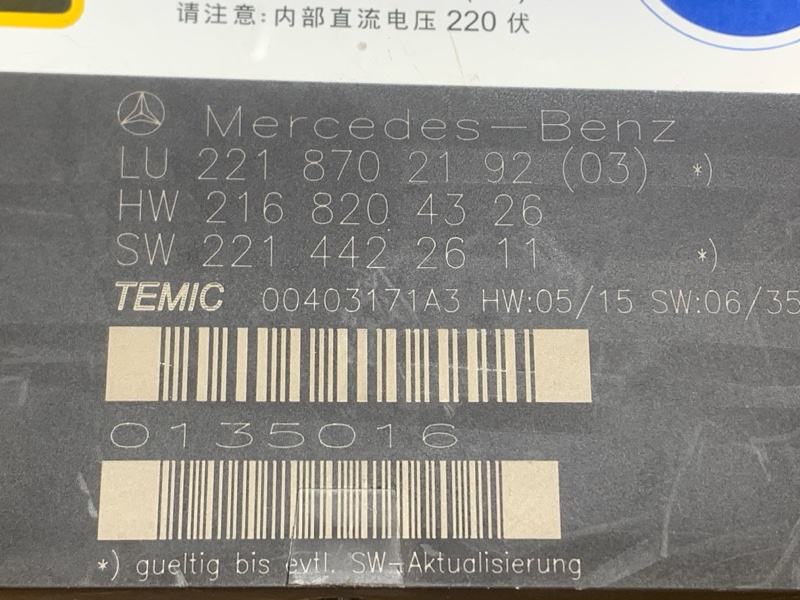 请注意: 内部直流电压 220 伏
Mercedes-Benz
LU 221 870 21 92 (03) *)
HW 216 820 43 26
SW 221 442 26 11 *)
TEMIC 00403171A3 HW:05/15 SW:06/35
0135016
*) gueltig bis evtl. SW-Aktualisierung